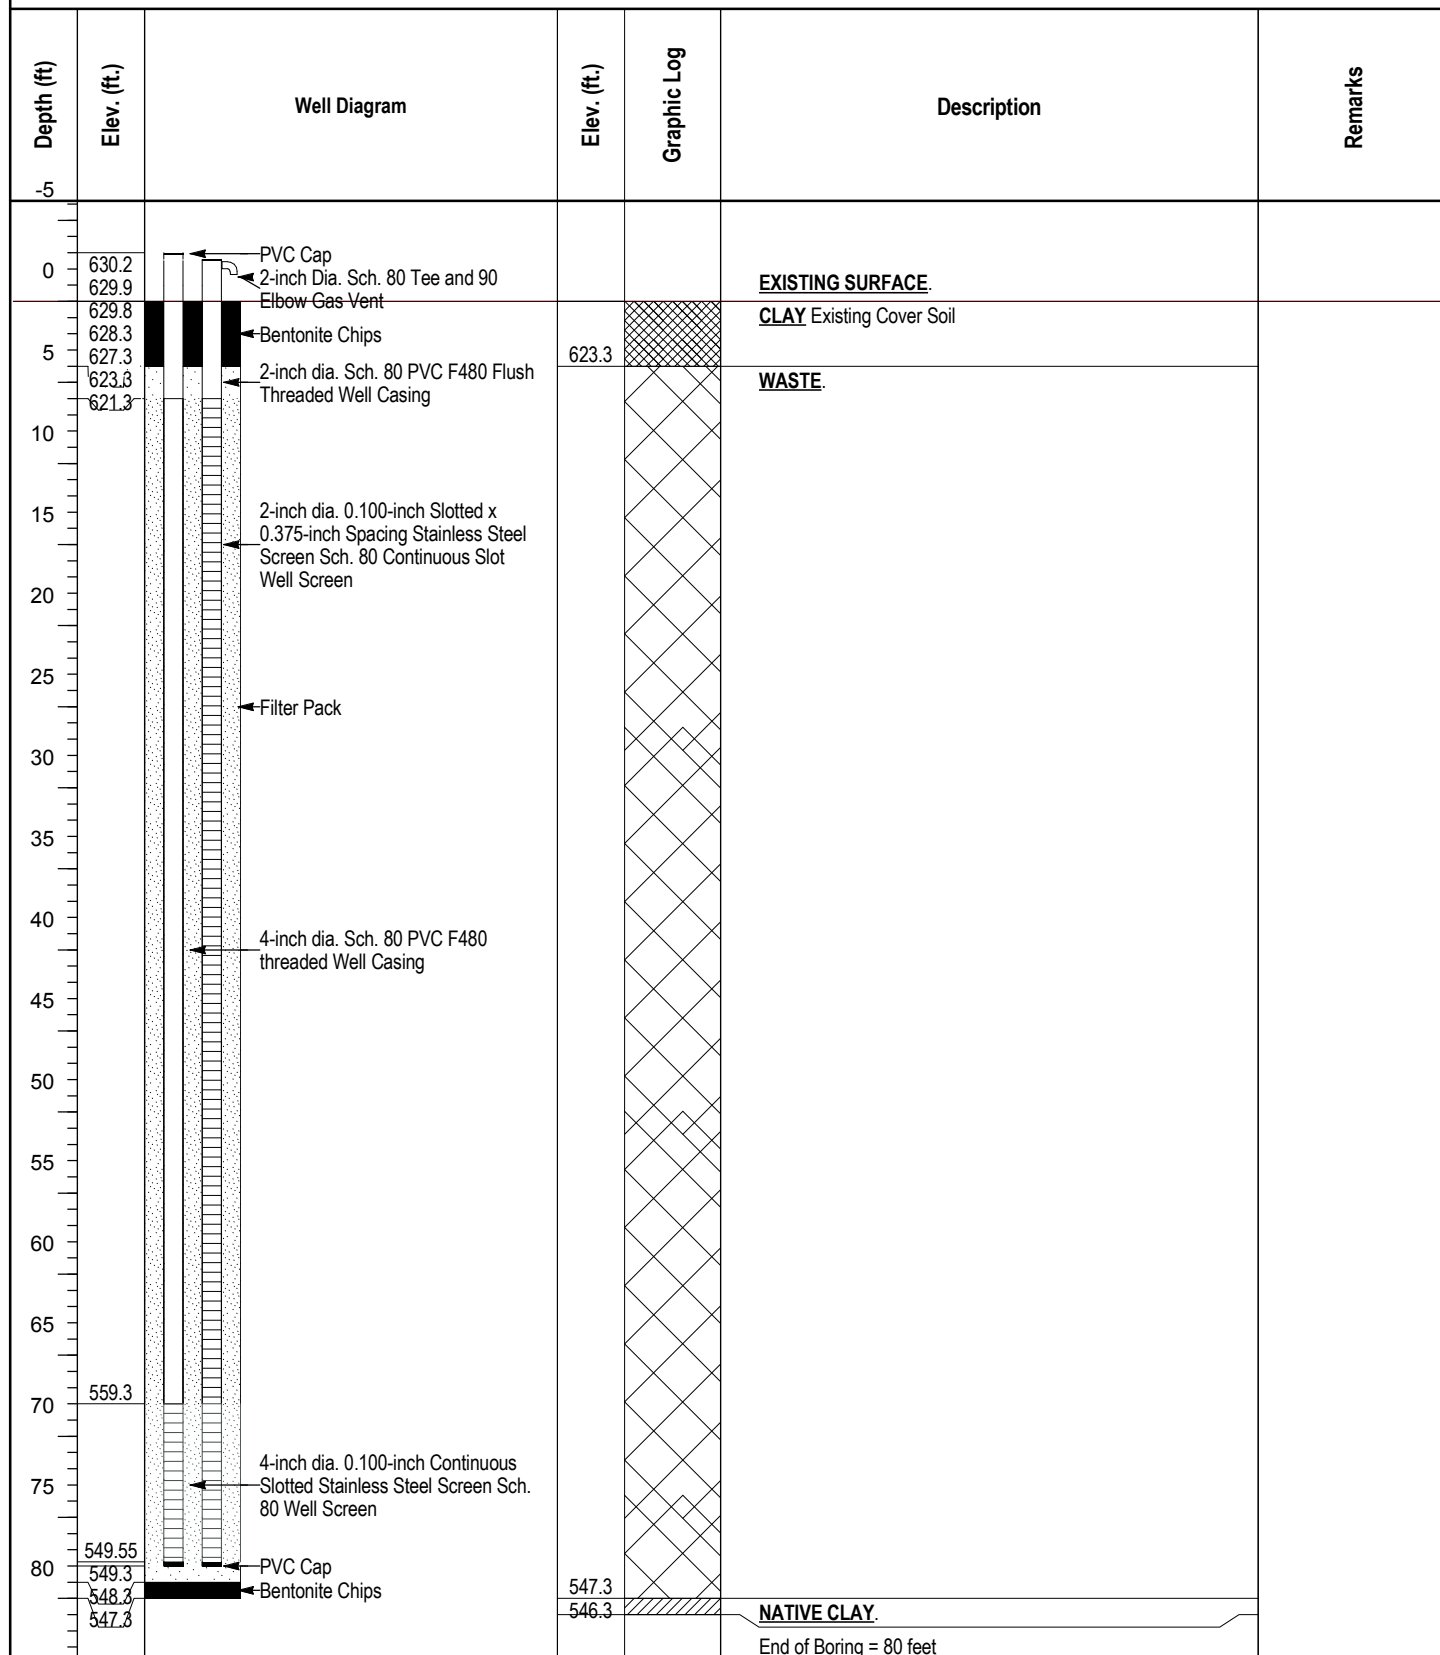 Depth (ft)
Elev. (ft.)
Well Diagram
Elev. (ft.)
Graphic Log
Description
Remarks
-5
PVC Cap
630.2
0
2-inch Dia. Sch. 80 Tee and 90
629.9
Elbow Gas Vent
EXISTING SURFACE.
629.8
CLAY Existing Cover Soil
628.3
Bentonite Chips
5
627.3
623.3
623.3
2-inch dia. Sch. 80 PVC F480 Flush
Threaded Well Casing
WASTE.
621.3
10
15
2-inch dia. 0.100-inch Slotted x
0.375-inch Spacing Stainless Steel
Screen Sch. 80 Continuous Slot
Well Screen
20
25
Filter Pack
30
35
40
4-inch dia. Sch. 80 PVC F480
threaded Well Casing
45
50
55
60
65
559.3
70
4-inch dia. 0.100-inch Continuous
Slotted Stainless Steel Screen Sch.
80 Well Screen
75
549.55
80
PVC Cap
549.3
Bentonite Chips
547.3
548.3
546.3
NATIVE CLAY.
547.3
End of Boring = 80 feet